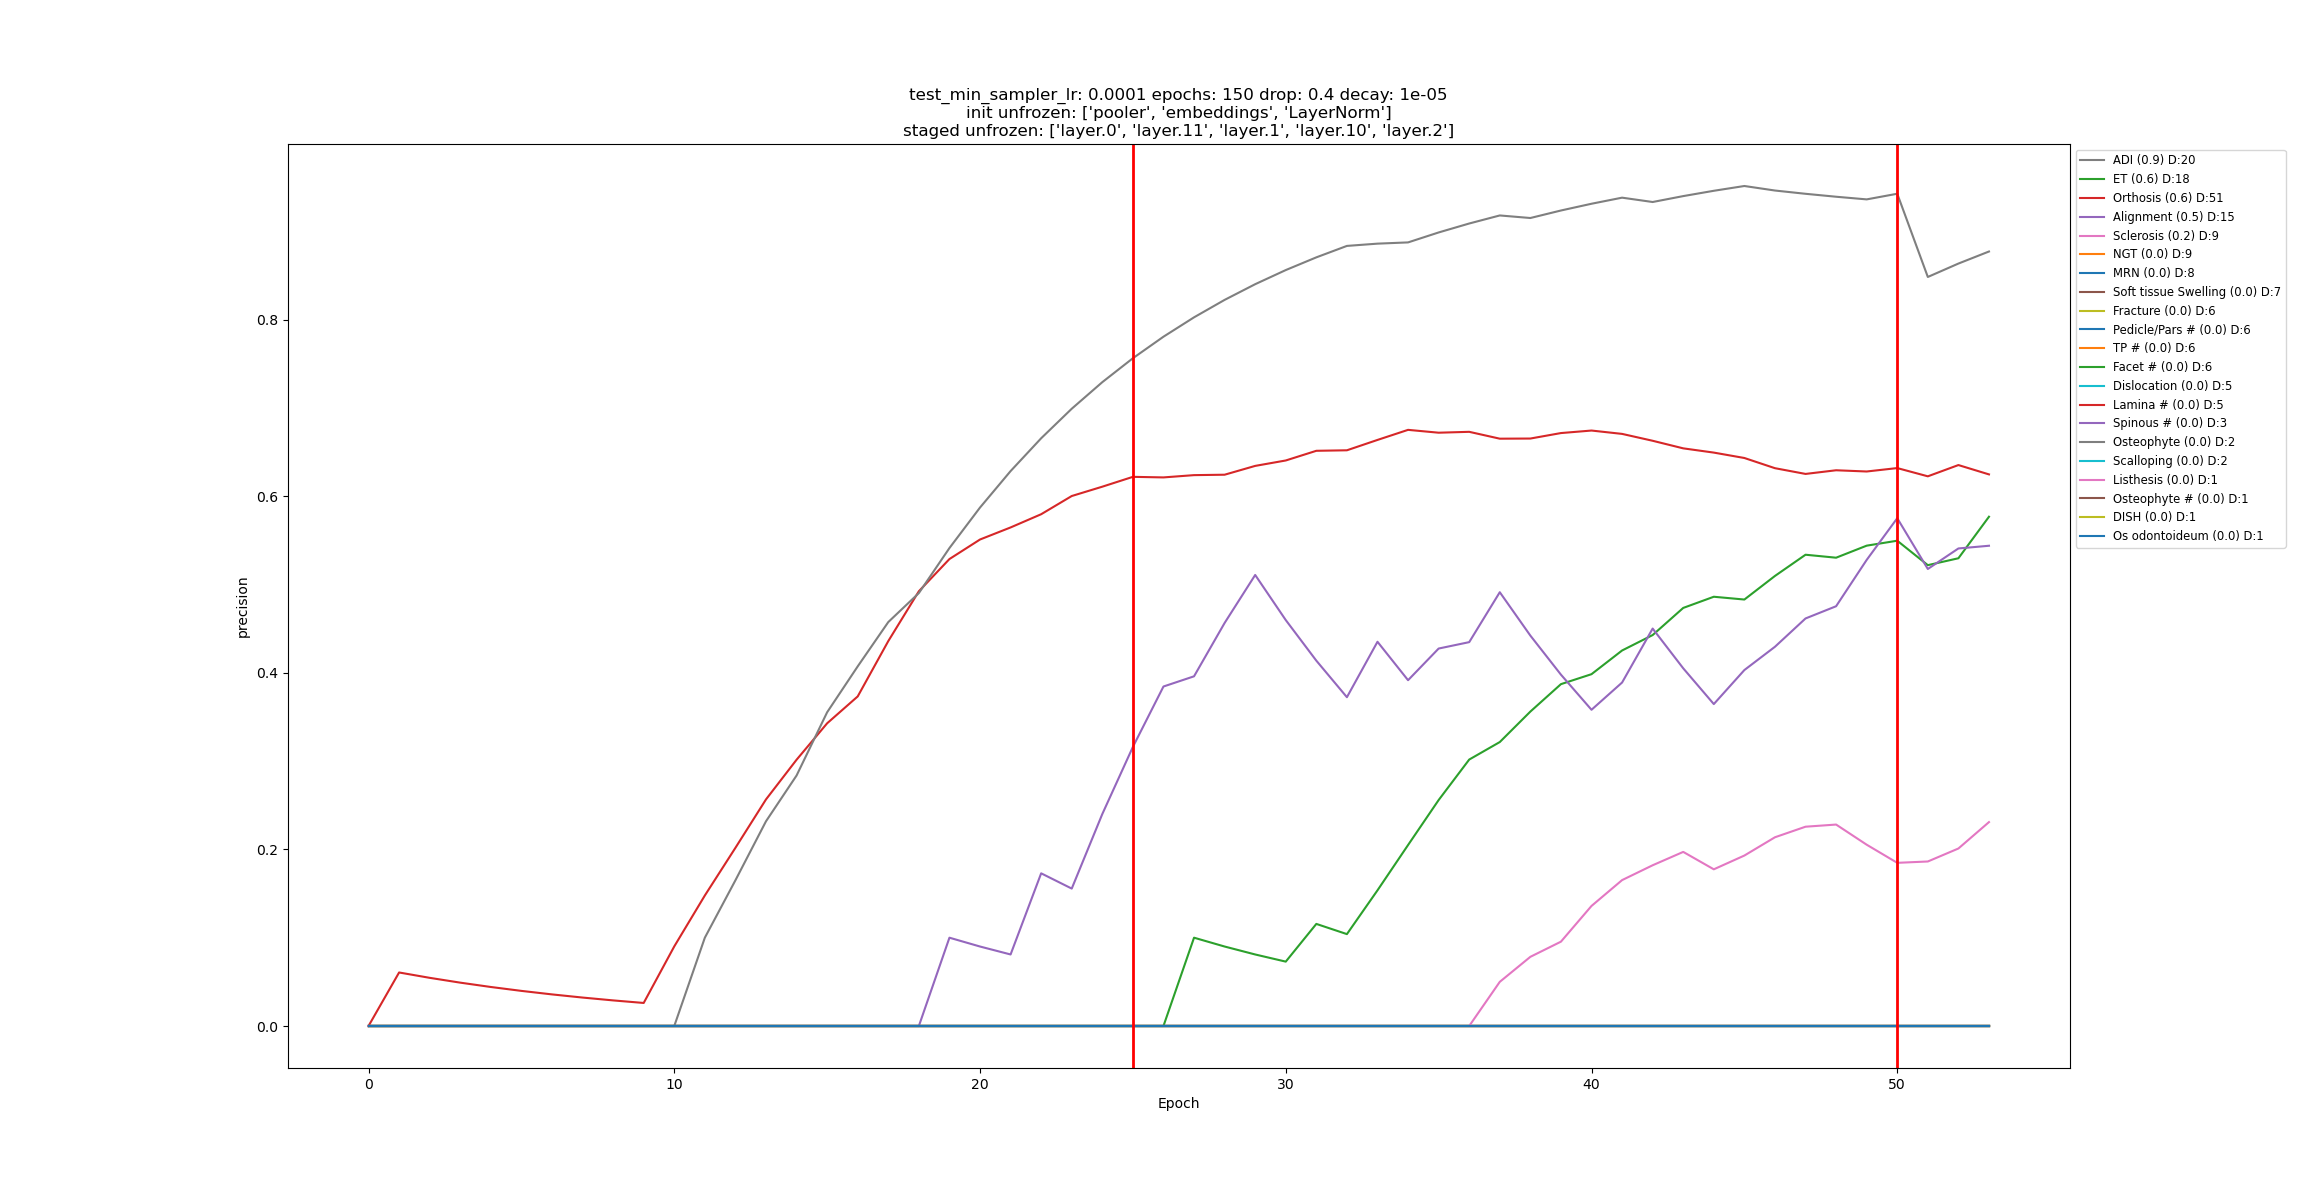 test_min_sampler_lr: 0.0001 epochs: 150 drop: 0.4 decay: 1e-05
init unfrozen: ['pooler', 'embeddings', 'LayerNorm']
staged unfrozen: ['layer.0', 'layer.11', 'layer.1', 'layer.10', 'layer.2']
precision
0.8
0.6
0.4
0.2
0.0
0
10
20
30
40
50
Epoch
ADI (0.9) D:20
ET (0.6) D:18
Orthosis (0.6) D:51
Alignment (0.5) D:15
Sclerosis (0.2) D:9
NGT (0.0) D:9
MRN (0.0) D:8
Soft tissue Swelling (0.0) D:7
Fracture (0.0) D:6
Pedicle/Pars # (0.0) D:6
TP # (0.0) D:6
Facet # (0.0) D:6
Dislocation (0.0) D:5
Lamina # (0.0) D:5
Spinous # (0.0) D:3
Osteophyte (0.0) D:2
Scalloping (0.0) D:2
Listhesis (0.0) D:1
Osteophyte # (0.0) D:1
DISH (0.0) D:1
Os odontoideum (0.0) D:1